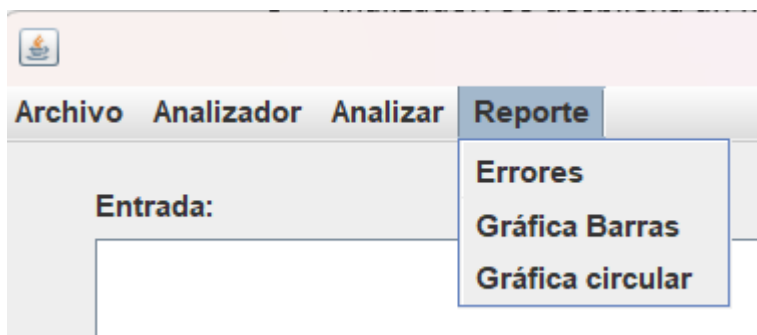 Archivo Analizador Analizar Reporte
Errores
Entrada:
Gráfica Barras
Gráfica circular